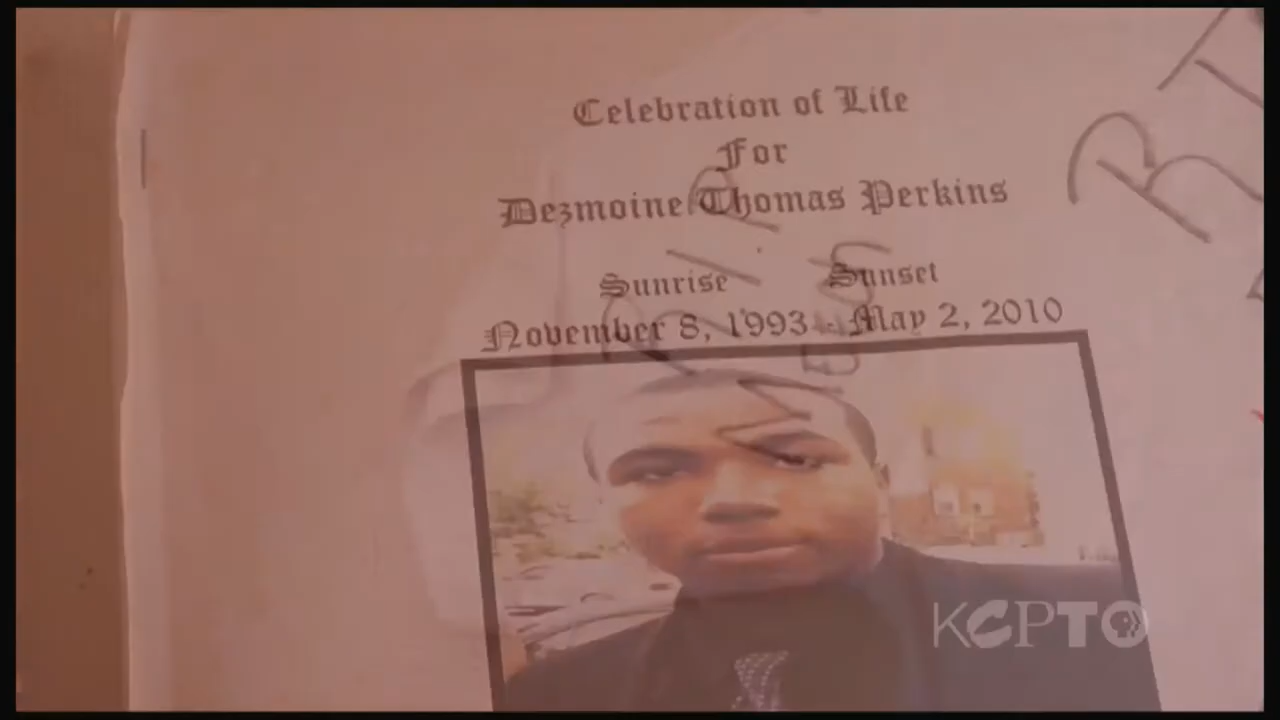 Celebration of Life
For
Dezmoine Thomas Perkins
Sunrise Sunset
November 8, 1993 - May 2, 2010
KCPT